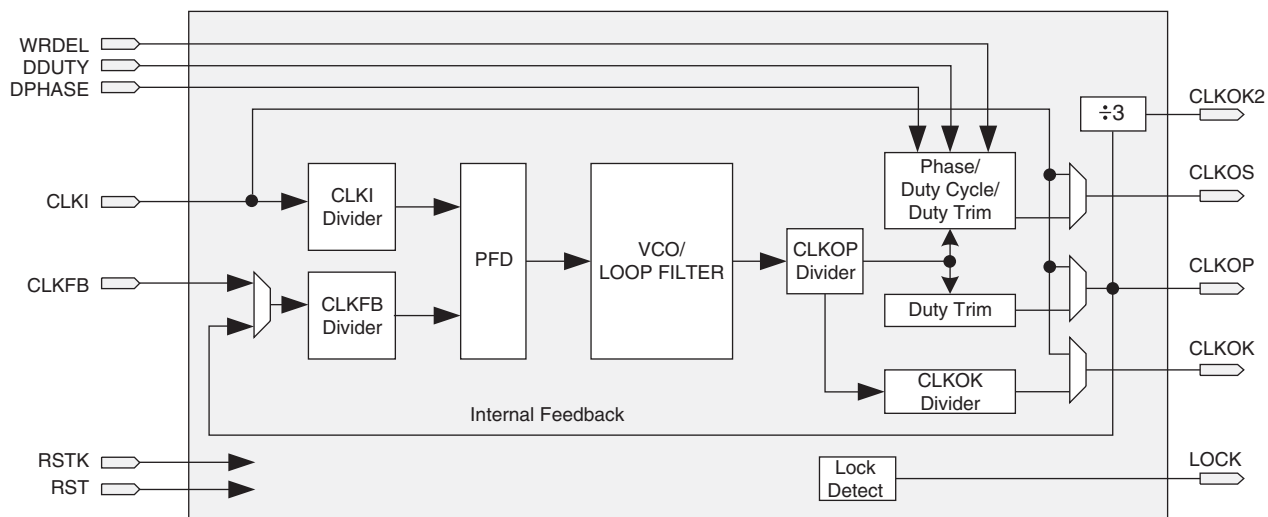 WRDEL
DDUTY
DPHASE
÷3
CLKOK2
Phase/
Duty Cycle/
Duty Trim
CLKOS
CLKI
CLKI
Divider
PFD
VCO/
LOOP FILTER
CLKOP
Divider
CLKFB
CLKFB
Divider
CLKOP
Duty Trim
CLKOK
CLKOK
Divider
Internal Feedback
RSTK
RST
Lock
Detect
LOCK